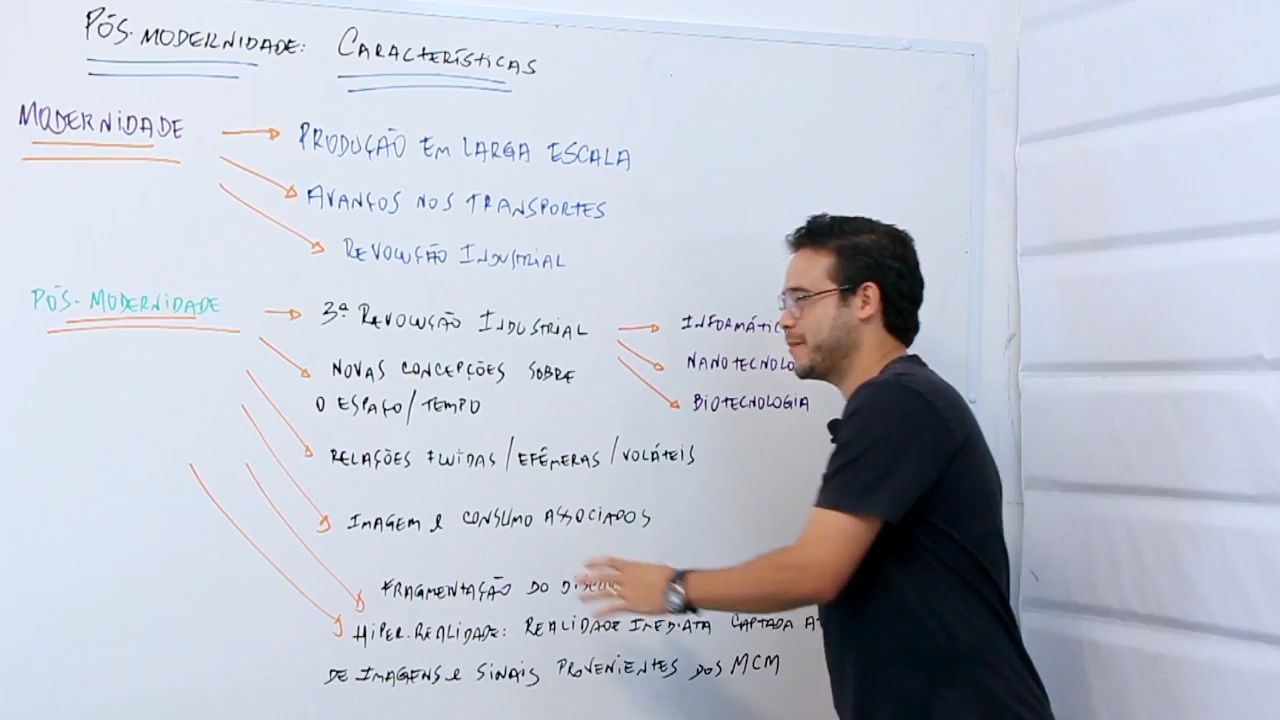 PÓS-MODERNIDADE: CARACTERÍSTICAS
MODERNIDADE
PRODUÇÃO EM LARGA ESCALA
AVANÇOS NOS TRANSPORTES
REVOLUÇÃO INDUSTRIAL
PÓS-MODERNIDADE
3ª REVOLUÇÃO INDUSTRIAL
INFORMÁTIC
NANOTECNOLO
BIOTECNOLOGIA
NOVAS CONCEPÇÕES SOBRE
O ESPAÇO/TEMPO
RELAÇÕES FLUÍDAS/EFÊMERAS/VOLÁTEIS
IMAGEM E CONSUMO ASSOCIADOS
FRAGMENTAÇÃO DO
HIPER-REALIDADE: REALIDADE IMEDIATA CAPTADA
DE IMAGENS E SINAIS PROVENIENTES DOS MCM